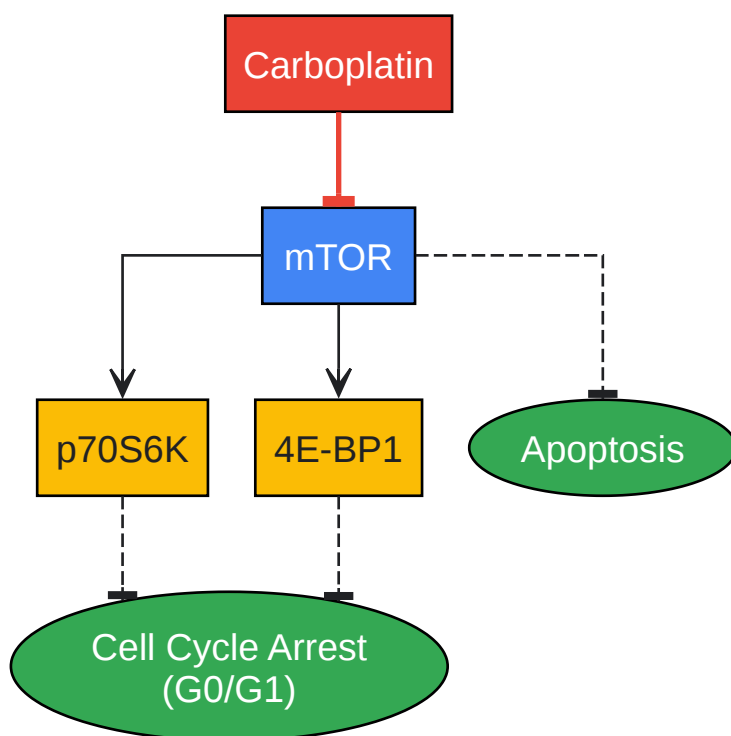 Carboplatin
mTOR
p70S6K
4E-BP1
Apoptosis
Cell Cycle Arrest
(G0/G1)